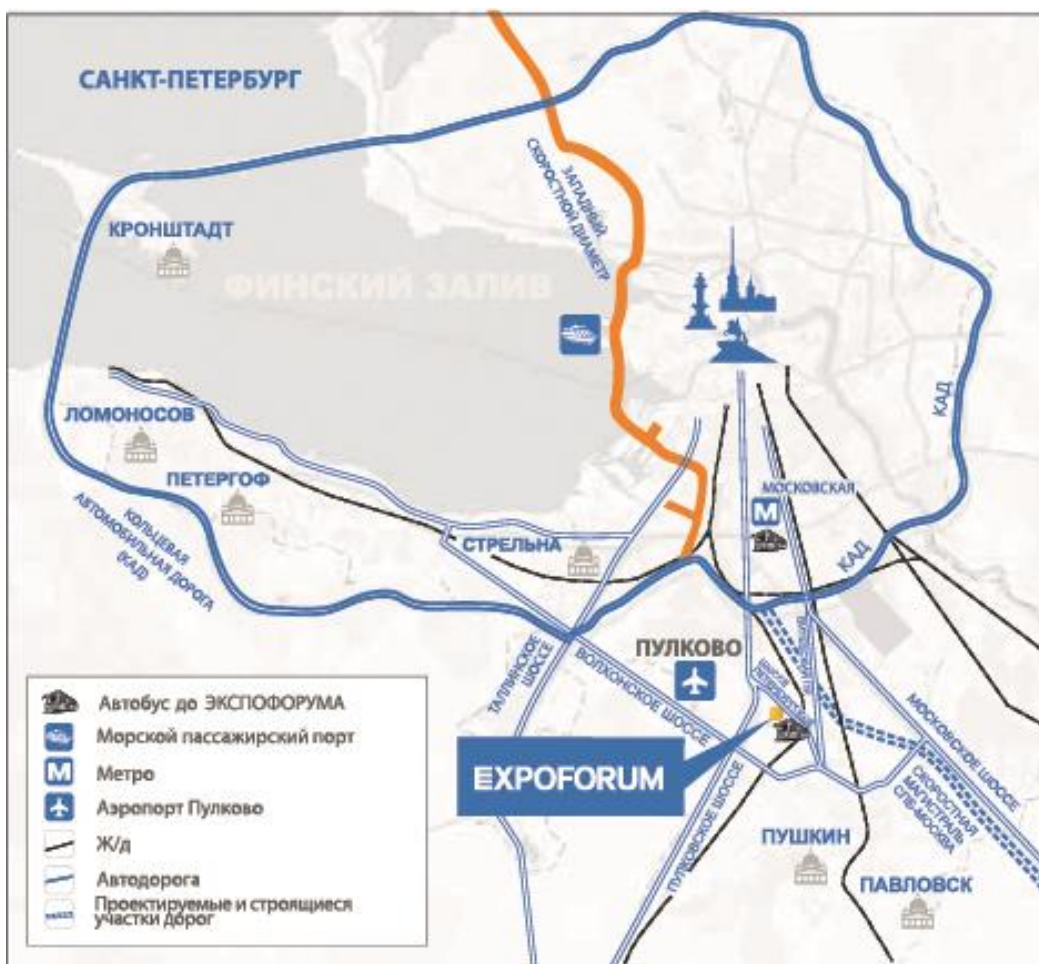 САНКТ-ПЕТЕРБУРГ
ЗАПАДНЫЙ
СКОРОСТНОЙ ДИАМЕТР
КРОНШТАДТ
ФИНСКИЙ ЗАЛИВ
ЛОМОНОСОВ
КАД
ПЕТЕРГОФ
МОСКОВСКАЯ
М
КОЛЬЦЕВАЯ
АВТОМОБИЛЬНАЯ ДОРОГА
(КАД)
СТРЕЛЬНА
КАД
ПУЛКОВО
ТАЛЛИНСКОЕ
ШОССЕ
ВОЛХОНСКОЕ ШОССЕ
МОСКОВСКОЕ ШОССЕ
EXPOFORUM
СКОРОСТНАЯ
МАГИСТРАЛЬ
СПБ-МОСКВА
ПУЛКОВСКОЕ ШОССЕ
ПУШКИН
ПАВЛОВСК
Автобус до ЭКСПОФОРУМА
Морской пассажирский порт
М
Метро
Аэропорт Пулково
Ж/д
Автодорога
Проектируемые и строящиеся
участки дорог